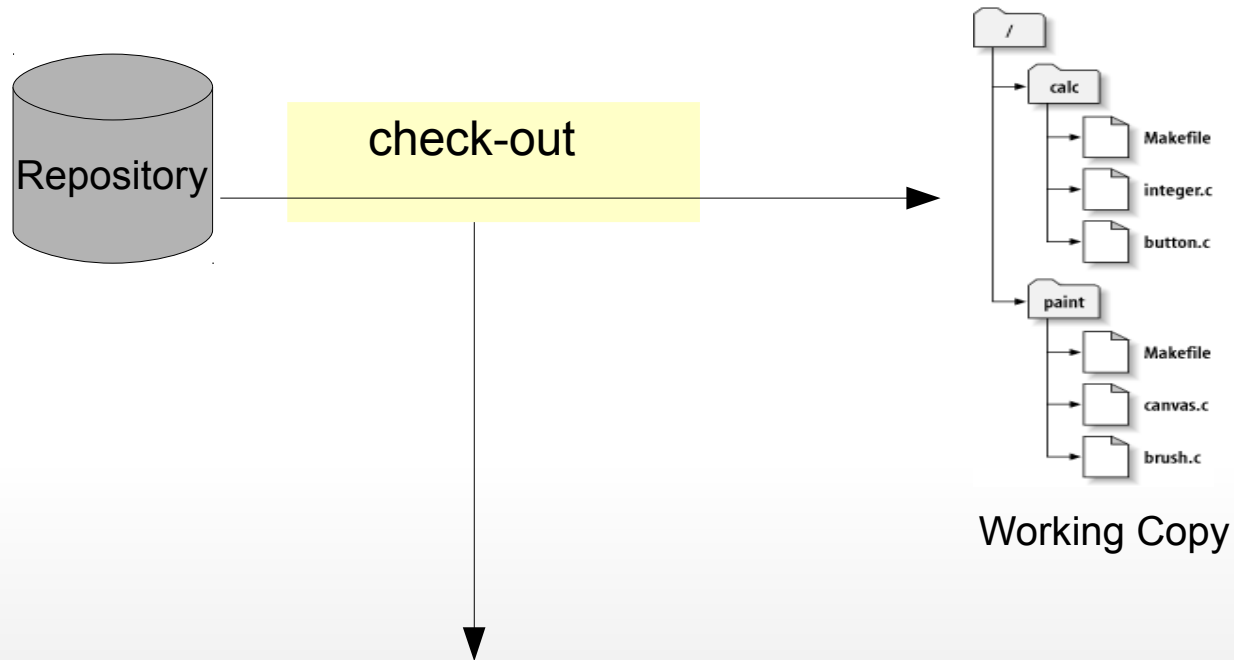 Repository
check-out
/
calc
Makefile
integer.c
button.c
paint
Makefile
canvas.c
brush.c
Working Copy